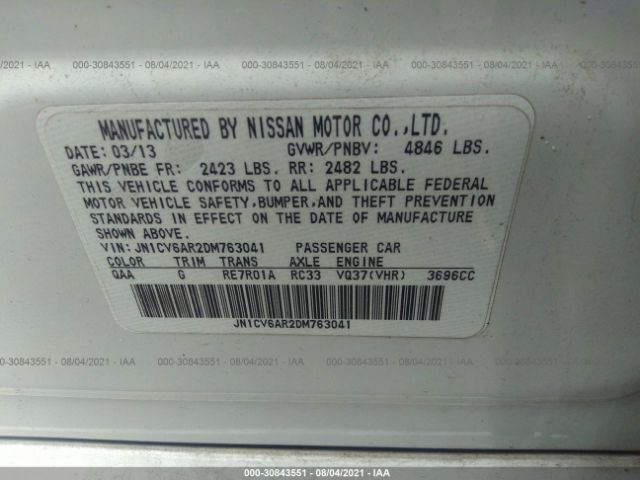 08/04/2021 - IAA 000-30843551 - 08/04/2021 - IAA 000-30843551 - 08/04/2021 - IAA 000-30843551 - 08/04/2021 - IAA
MANUFACTURED BY NISSAN MOTOR CO.,LTD.
DATE: 03/13 GVWR/PNBV: 4846 LBS.
GAWR/PNBE FR: 2423 LBS. RR: 2482 LBS.
THIS VEHICLE CONFORMS TO ALL APPLICABLE FEDERAL
MOTOR VEHICLE SAFETY,BUMPER,AND THEFT PREVENTION
STANDARDS IN EFFECT ON THE DATE OF MANUFACTURE
SHOWN ABOVE.
VIN: JN1CV6AR2DM763041 PASSENGER CAR
COLOR TRIM TRANS AXLE ENGINE
QAA G RE7R01A RC33 VQ37(VHR) 3696CC
JN1CV6AR2DM763041
000-30843551 - 08/04/2021 - IAA 000-30843551 - 08/04/2021 - IAA 000-30843551 - 08/04/2021 - IAA
000-30843551 - 08/04/2021 - IAA